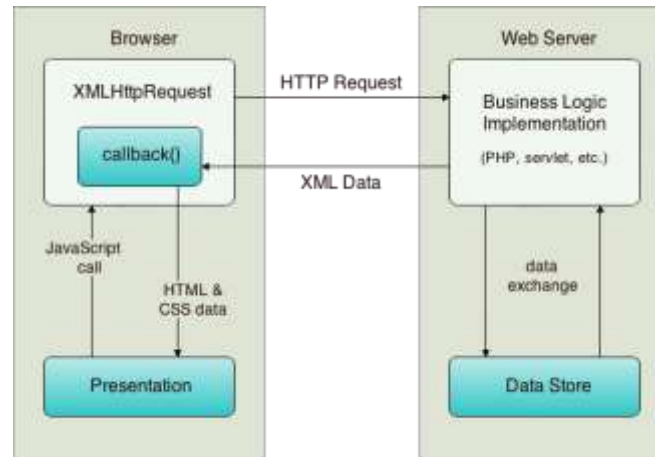 Browser
Web Server
XMLHttpRequest
HTTP Request
Business Logic
Implementation
(PHP, servlet, etc.)
callback()
XML Data
JavaScript
call
HTML &
CSS data
data
exchange
Presentation
Data Store